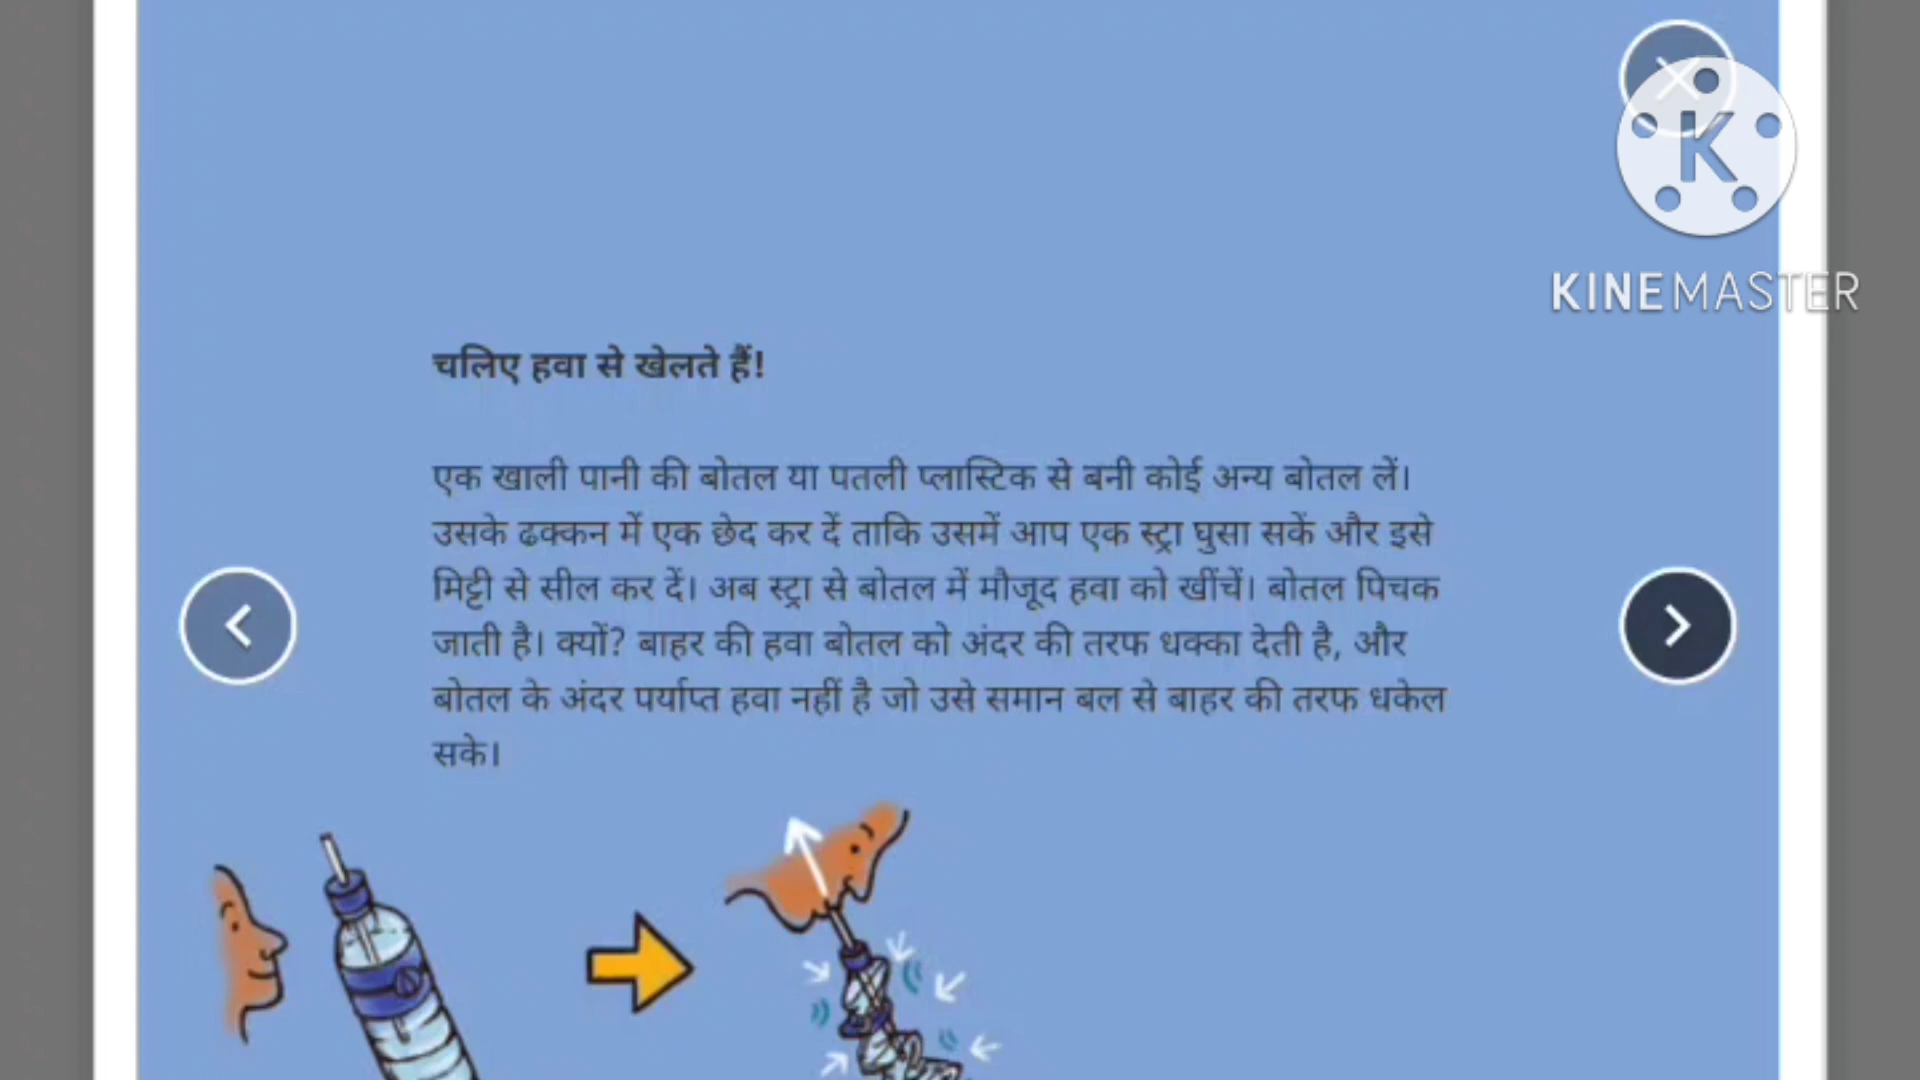 K
KINEMASTER
चलिए हवा से खेलते हैं!
एक खाली पानी की बोतल या पतली प्लास्टिक से बनी कोई अन्य बोतल लें।
उसके ढक्कन में एक छेद कर दें ताकि उसमें आप एक स्ट्रा घुसा सकें और इसे
मिट्टी से सील कर दें। अब स्ट्रा से बोतल में मौजूद हवा को खींचें। बोतल पिचक
जाती है। क्यों? बाहर की हवा बोतल को अंदर की तरफ धक्का देती है, और
बोतल के अंदर पर्याप्त हवा नहीं है जो उसे समान बल से बाहर की तरफ धकेल
सके।